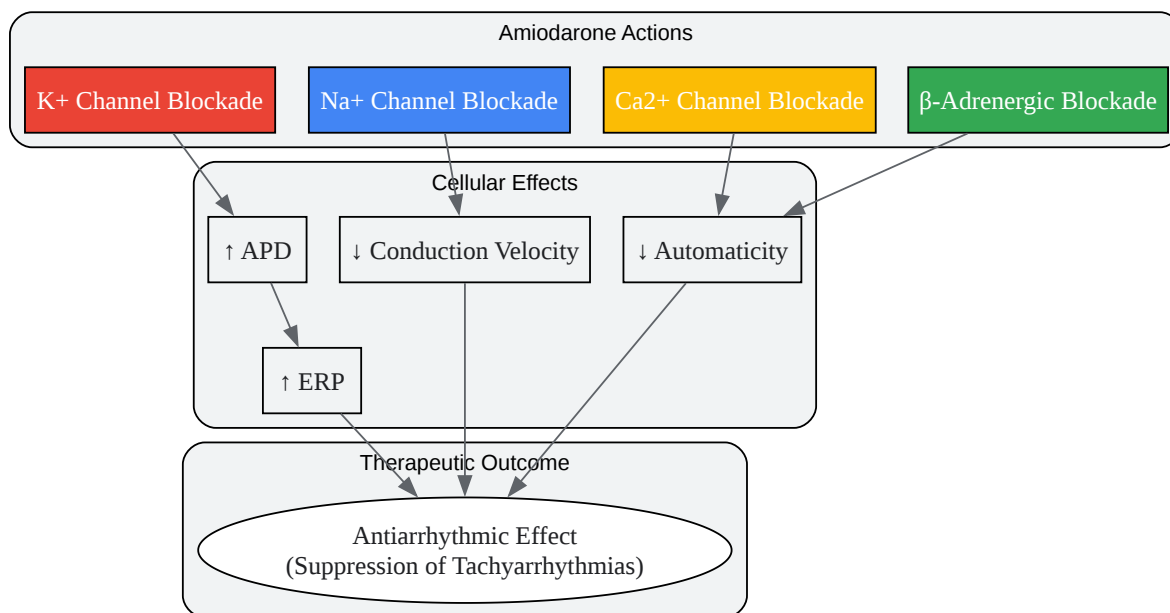 Amiodarone Actions
K+ Channel Blockade
Na+ Channel Blockade
Ca2+ Channel Blockade
β-Adrenergic Blockade
Cellular Effects
↑ APD
↓ Conduction Velocity
↓ Automaticity
↑ ERP
Therapeutic Outcome
Antiarrhythmic Effect
(Suppression of Tachyarrhythmias)